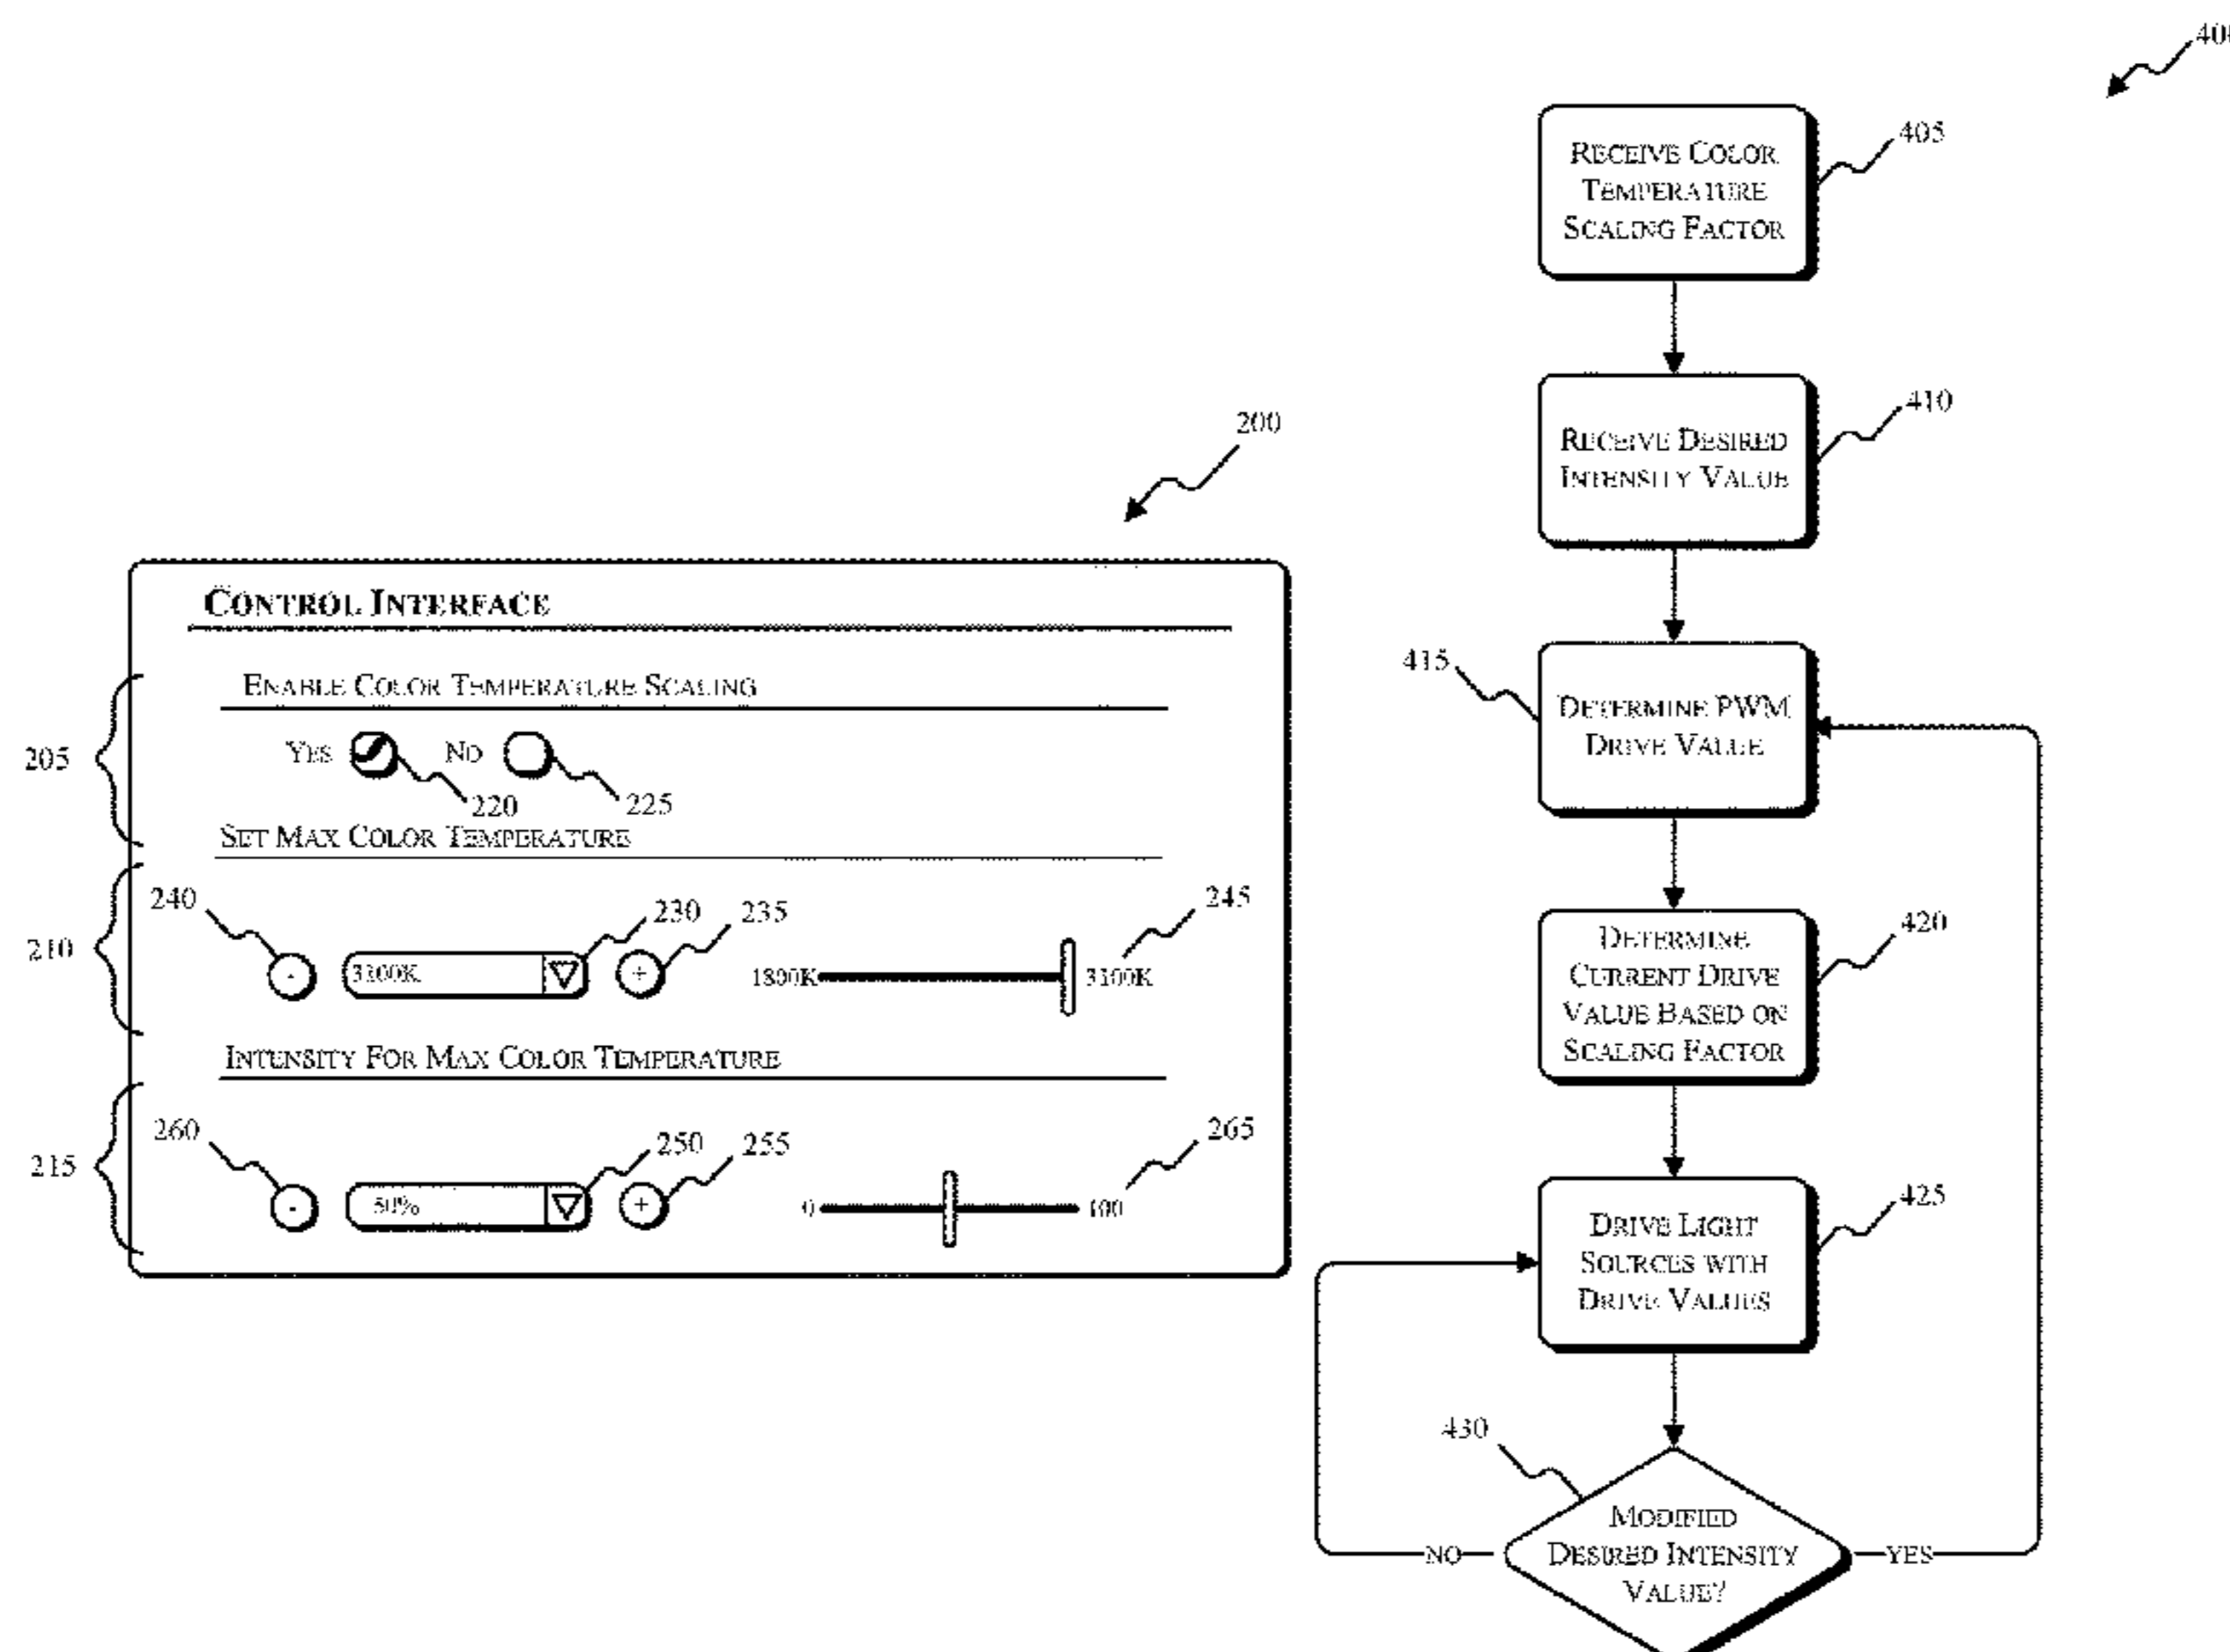 200
CONTROL INTERFACE
ENABLE COLOR TEMPERATURE SCALING
205
YES NO
220 225
SET MAX COLOR TEMPERATURE
240 230 235 245
210
- 3100K + 1800K 3100K
INTENSITY FOR MAX COLOR TEMPERATURE
260 250 255 265
215
- 50% + 0 100
RECEIVE COLOR
TEMPERATURE
SCALING FACTOR
405
RECEIVE DESIRED
INTENSITY VALUE
410
415
DETERMINE PWM
DRIVE VALUE
DETERMINE
CURRENT DRIVE
VALUE BASED ON
SCALING FACTOR
420
DRIVE LIGHT
SOURCES WITH
DRIVE VALUES
425
430
MODIFIED
DESIRED INTENSITY
VALUE?
NO YES